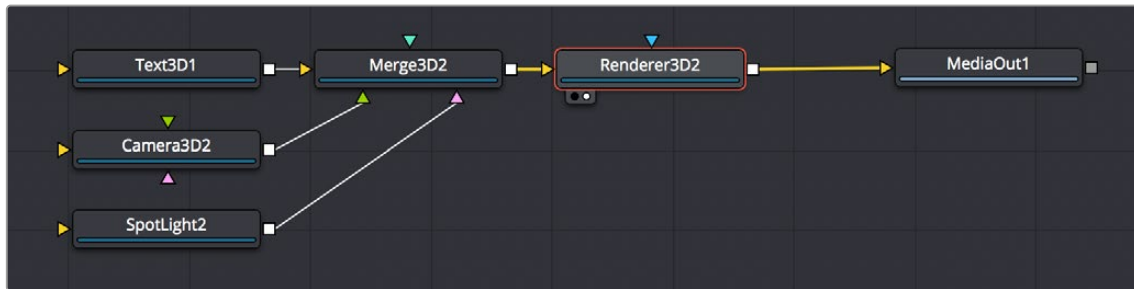 Text3D1
Merge3D2
Renderer3D2
MediaOut1
Camera3D2
SpotLight2